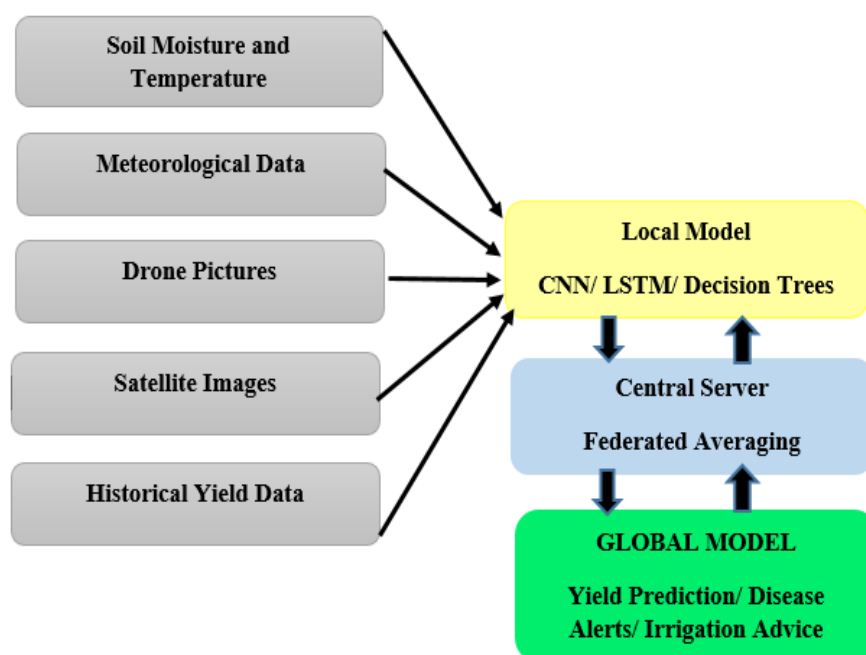 Soil Moisture and
Temperature
Meteorological Data
Drone Pictures
Satellite Images
Historical Yield Data
Local Model
CNN/ LSTM/ Decision Trees
Central Server
Federated Averaging
GLOBAL MODEL
Yield Prediction/ Disease
Alerts/ Irrigation Advice